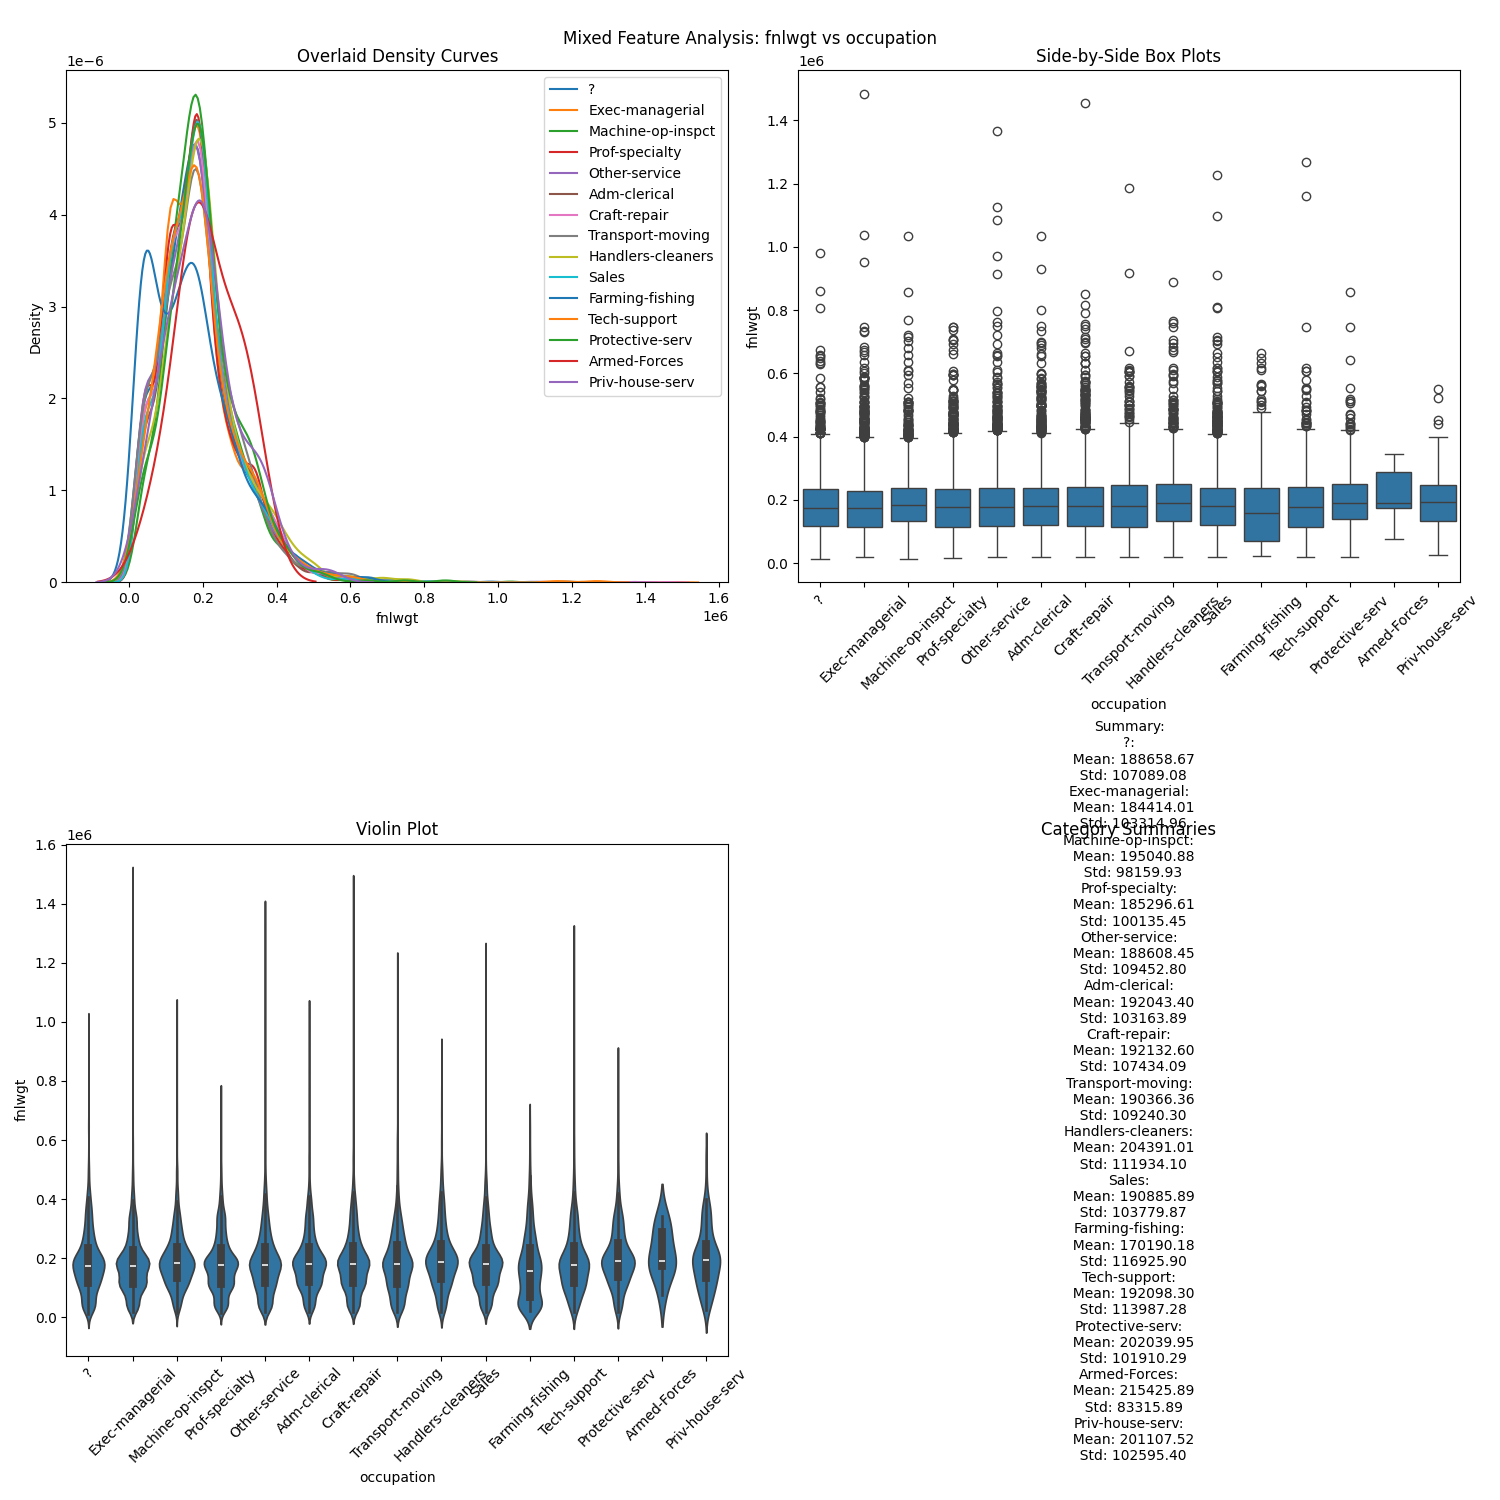 Mixed Feature Analysis: fnlwgt vs occupation
Overlaid Density Curves
1e−6
5
4
3
2
1
0
Density
0.0
0.2
0.4
0.6
0.8
1.0
1.2
1.4
1.6
1e6
fnlwgt
?
Exec-managerial
Machine-op-inspct
Prof-specialty
Other-service
Adm-clerical
Craft-repair
Transport-moving
Handlers-cleaners
Sales
Farming-fishing
Tech-support
Protective-serv
Armed-Forces
Priv-house-serv
Side-by-Side Box Plots
1e6
1.4
1.2
1.0
0.8
0.6
0.4
0.2
0.0
fnlwgt
?
Exec-managerial
Machine-op-inspct
Prof-specialty
Other-service
Adm-clerical
Craft-repair
Transport-moving
Handlers-cleaners
Sales
Farming-fishing
Tech-support
Protective-serv
Armed-Forces
Priv-house-serv
occupation
Violin Plot
1e6
1.6
1.4
1.2
1.0
0.8
0.6
0.4
0.2
0.0
fnlwgt
?
Exec-managerial
Machine-op-inspct
Prof-specialty
Other-service
Adm-clerical
Craft-repair
Transport-moving
Handlers-cleaners
Sales
Farming-fishing
Tech-support
Protective-serv
Armed-Forces
Priv-house-serv
occupation
Summary:
?:
Mean: 188658.67
Std: 107089.08
Exec-managerial:
Mean: 184414.01
Std: 103314.96
Category Summaries
Machine-op-inspct:
Mean: 195040.88
Std: 98159.93
Prof-specialty:
Mean: 185296.61
Std: 100135.45
Other-service:
Mean: 188608.45
Std: 109452.80
Adm-clerical:
Mean: 192043.40
Std: 103163.89
Craft-repair:
Mean: 192132.60
Std: 107434.09
Transport-moving:
Mean: 190366.36
Std: 109240.30
Handlers-cleaners:
Mean: 204391.01
Std: 111934.10
Sales:
Mean: 190885.89
Std: 103779.87
Farming-fishing:
Mean: 170190.18
Std: 116925.90
Tech-support:
Mean: 192098.30
Std: 113987.28
Protective-serv:
Mean: 202039.95
Std: 101910.29
Armed-Forces:
Mean: 215425.89
Std: 83315.89
Priv-house-serv:
Mean: 201107.52
Std: 102595.40